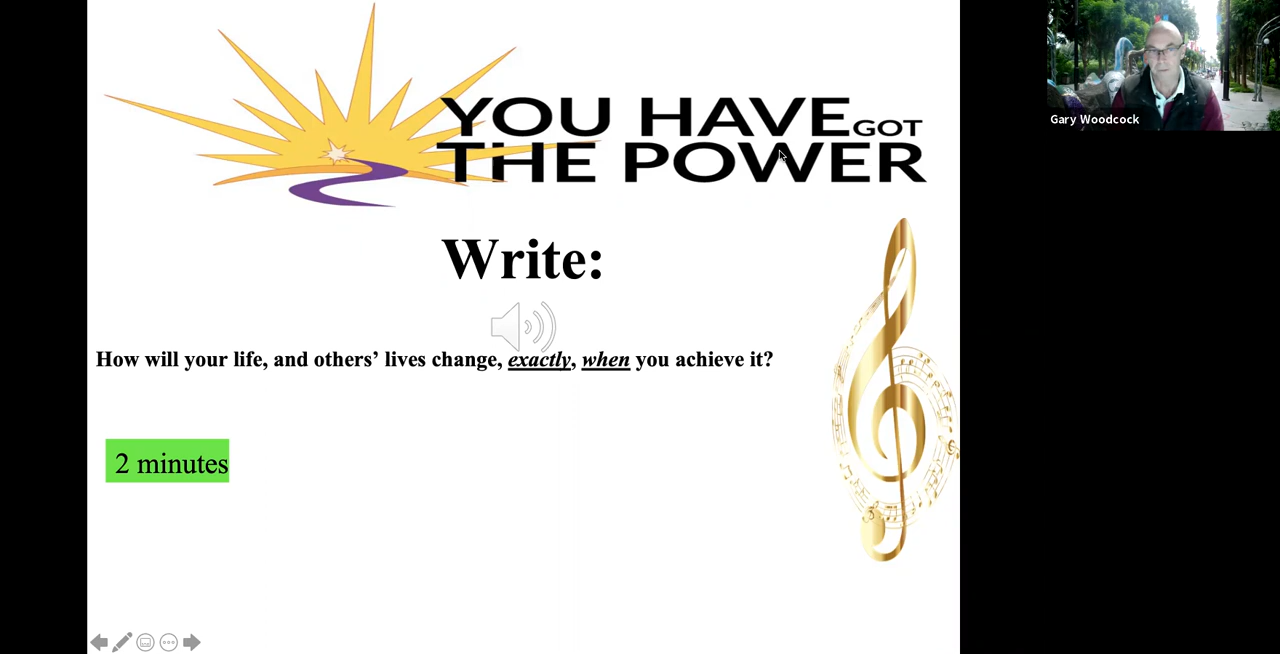 YOU HAVE GOT
THE POWER
Gary Woodcock
Write:
How will your life, and others’ lives change, exactly, when you achieve it?
2 minutes